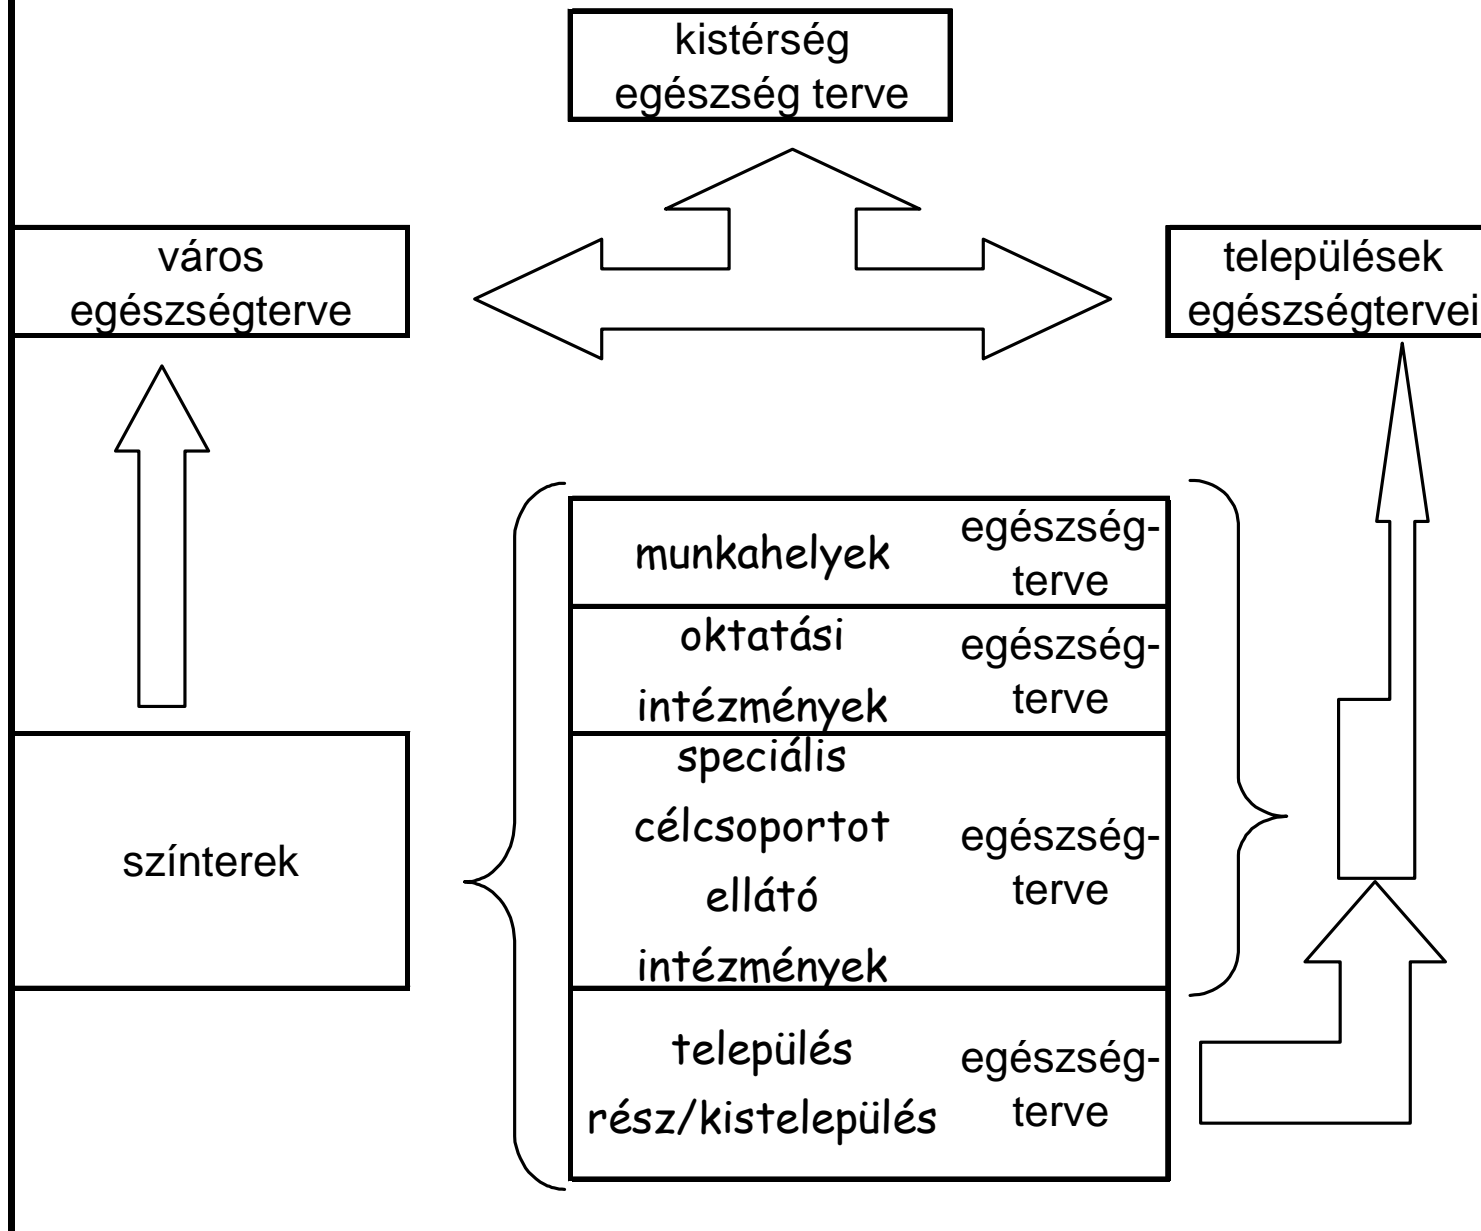 kistérség
egészség terve
város
egészségterve
települések
egészségtervei
munkahelyek
egészség-
terve
oktatási
intézmények
egészség-
terve
színterek
speciális
célcsoportot
ellátó
intézmények
egészség-
terve
település
rész/kistelepülés
egészség-
terve